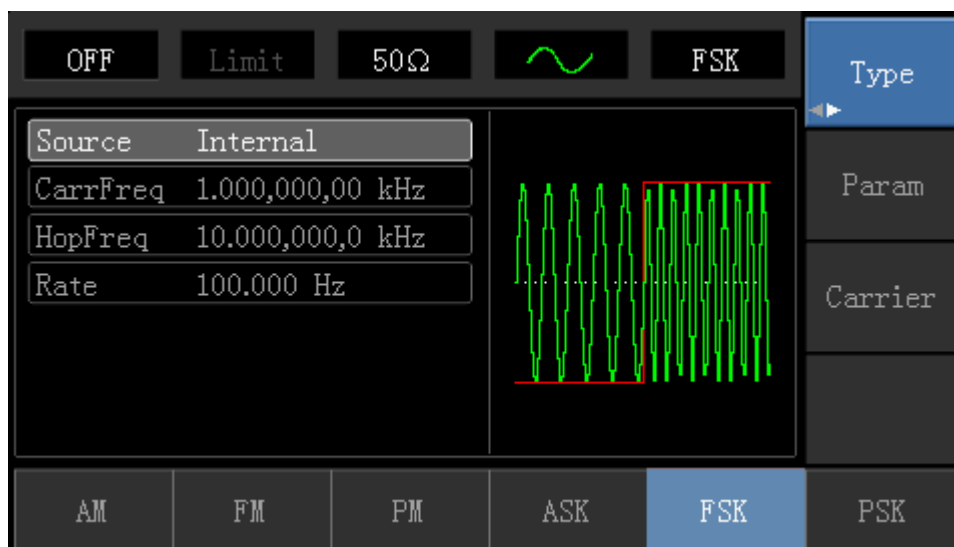 OFF Limit 50Ω FSK Type
Source Internal
CarrFreq 1.000,000,00 kHz
Param
HopFreq 10.000,000,0 kHz
Rate 100.000 Hz
Carrier
AM FM PM ASK FSK PSK